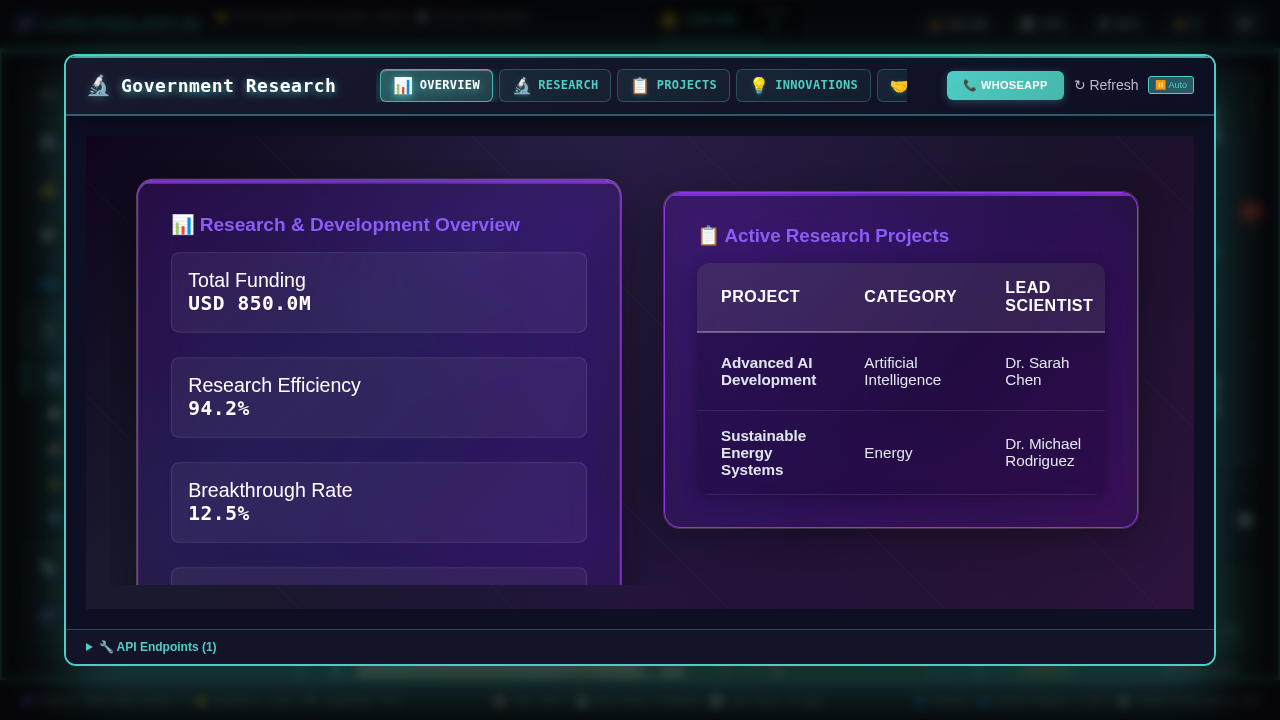 Government Research
OVERVIEW
RESEARCH
PROJECTS
INNOVATIONS
WHOSEAPP
↻ Refresh
Auto
Research & Development Overview
Total Funding
USD 850.0M
Research Efficiency
94.2%
Breakthrough Rate
12.5%
Active Research Projects
PROJECT
CATEGORY
LEAD
SCIENTIST
Advanced AI
Development
Artificial
Intelligence
Dr. Sarah
Chen
Sustainable
Energy
Systems
Energy
Dr. Michael
Rodriguez
API Endpoints (1)